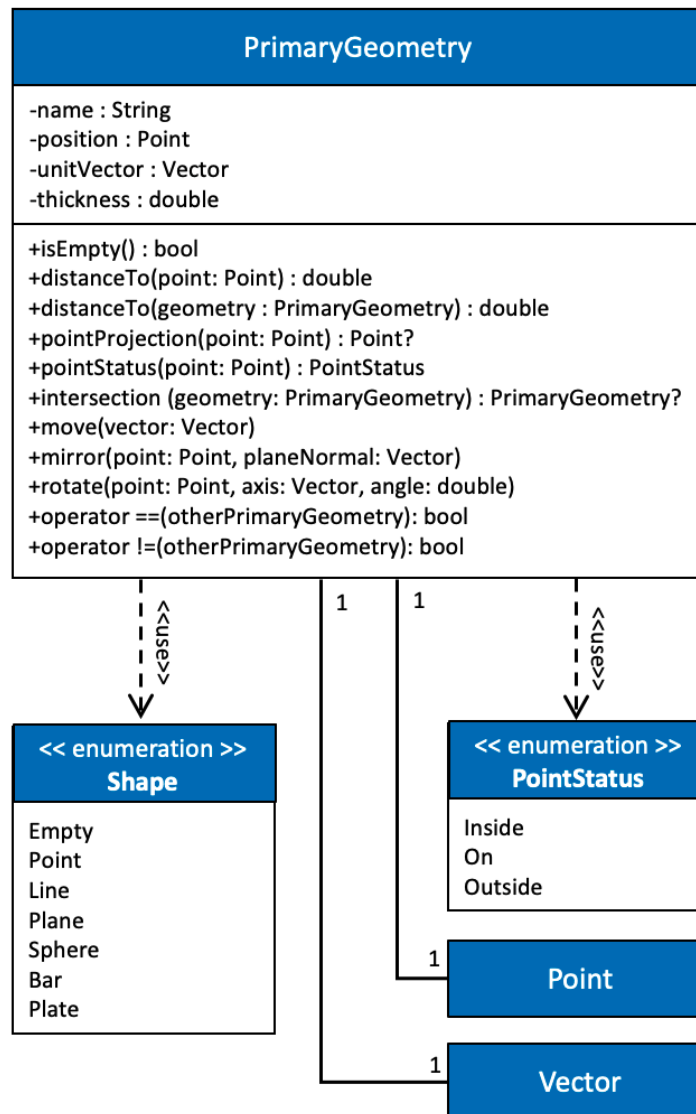 PrimaryGeometry
-name : String
-position : Point
-unitVector : Vector
-thickness : double
+isEmpty() : bool
+distanceTo(point: Point) : double
+distanceTo(geometry : PrimaryGeometry) : double
+pointProjection(point: Point) : Point?
+pointStatus(point: Point) : PointStatus
+intersection (geometry: PrimaryGeometry) : PrimaryGeometry?
+move(vector: Vector)
+mirror(point: Point, planeNormal: Vector)
+rotate(point: Point, axis: Vector, angle: double)
+operator ==(otherPrimaryGeometry): bool
+operator !=(otherPrimaryGeometry): bool
<<use>>
1
1
<<use>>
<< enumeration >>
Shape
Empty
Point
Line
Plane
Sphere
Bar
Plate
<< enumeration >>
PointStatus
Inside
On
Outside
1
Point
1
Vector